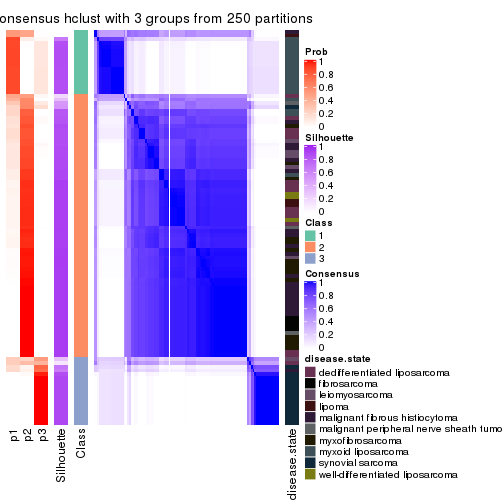 onsensus hclust with 3 groups from 250 partitions
Prob
1
0.8
0.6
0.4
0.2
0
Silhouette
1
0.8
0.6
0.4
0.2
0
Class
1
2
3
Consensus
1
0.8
0.6
0.4
0.2
0
disease.state
dedifferentiated liposarcoma
fibrosarcoma
leiomyosarcoma
lipoma
malignant fibrous histiocytoma
malignant peripheral nerve sheath tumo
myxofibrosarcoma
myxoid liposarcoma
synovial sarcoma
well-differentiated liposarcoma
p1
p2
p3
Silhouette
Class
disease.state